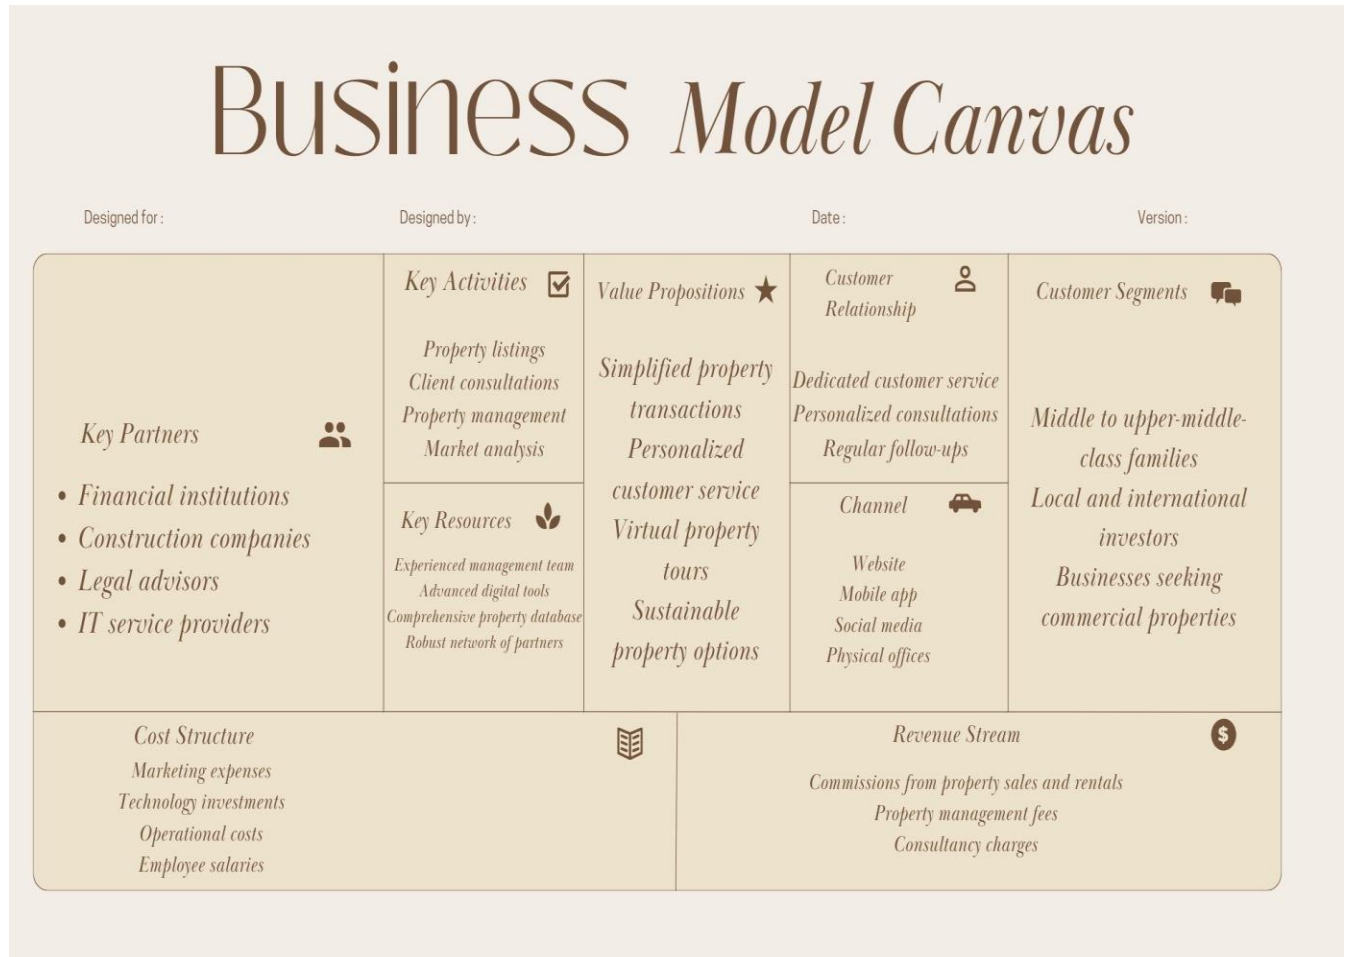 Business Model Canvas
Designed for :
Designed by :
Date :
Version :
Key Partners
• Financial institutions
• Construction companies
• Legal advisors
• IT service providers
Key Activities
Property listings
Client consultations
Property management
Market analysis
Key Resources
Experienced management team
Advanced digital tools
Comprehensive property database
Robust network of partners
Value Propositions
Simplified property
transactions
Personalized
customer service
Virtual property
tours
Sustainable
property options
Customer
Relationship
Dedicated customer service
Personalized consultations
Regular follow-ups
Channel
Website
Mobile app
Social media
Physical offices
Customer Segments
Middle to upper-middle-
class families
Local and international
investors
Businesses seeking
commercial properties
Cost Structure
Marketing expenses
Technology investments
Operational costs
Employee salaries
Revenue Stream
$
Commissions from property sales and rentals
Property management fees
Consultancy charges